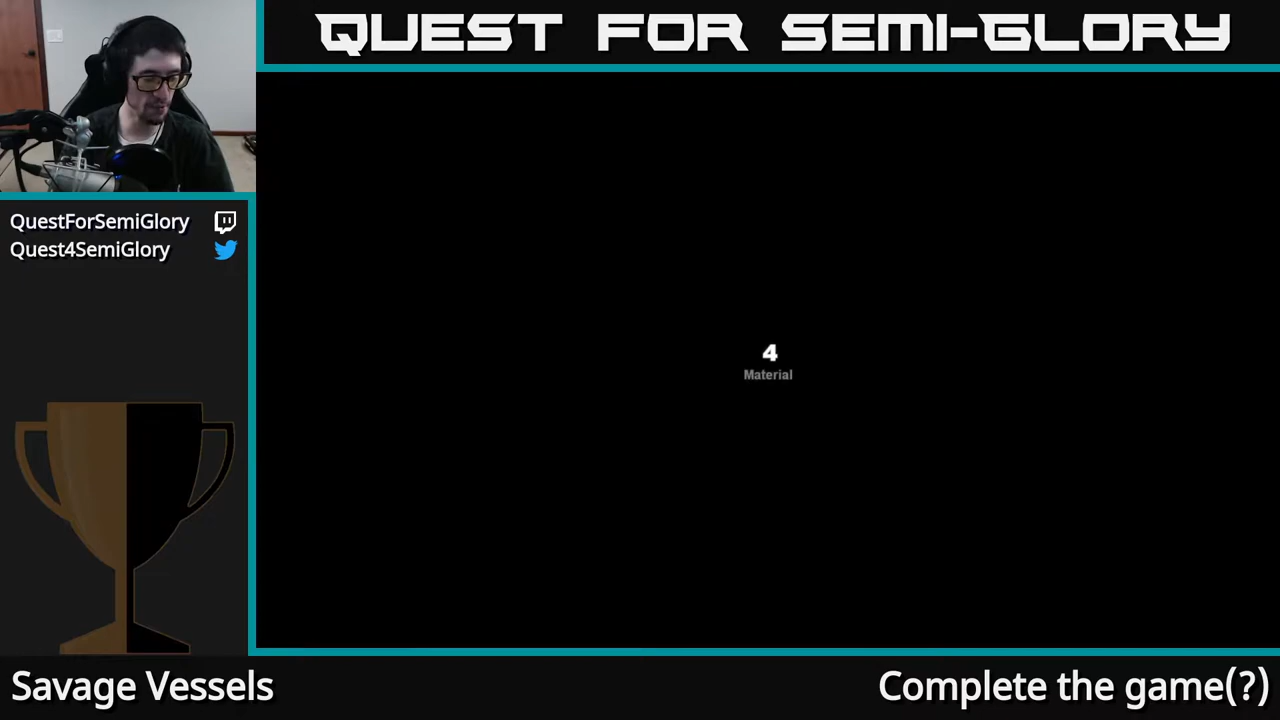 QUEST FOR SEMI-GLORY
QuestForSemiGlory
Quest4SemiGlory
4
Material
Savage Vessels
Complete the game(?)